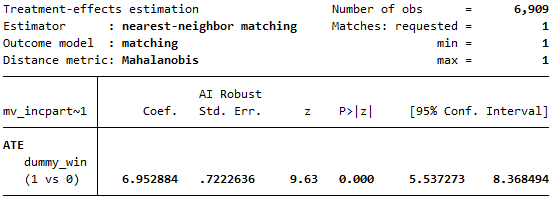 Treatment-effects estimation Number of obs = 6,909
Estimator : nearest-neighbor matching Matches: requested = 1
Outcome model : matching min = 1
Distance metric: Mahalanobis max = 1
AI Robust
mv_incpart~1 Coef. Std. Err. z P>|z| [95% Conf. Interval]
ATE
dummy_win
(1 vs 0) 6.952884 .7222636 9.63 0.000 5.537273 8.368494